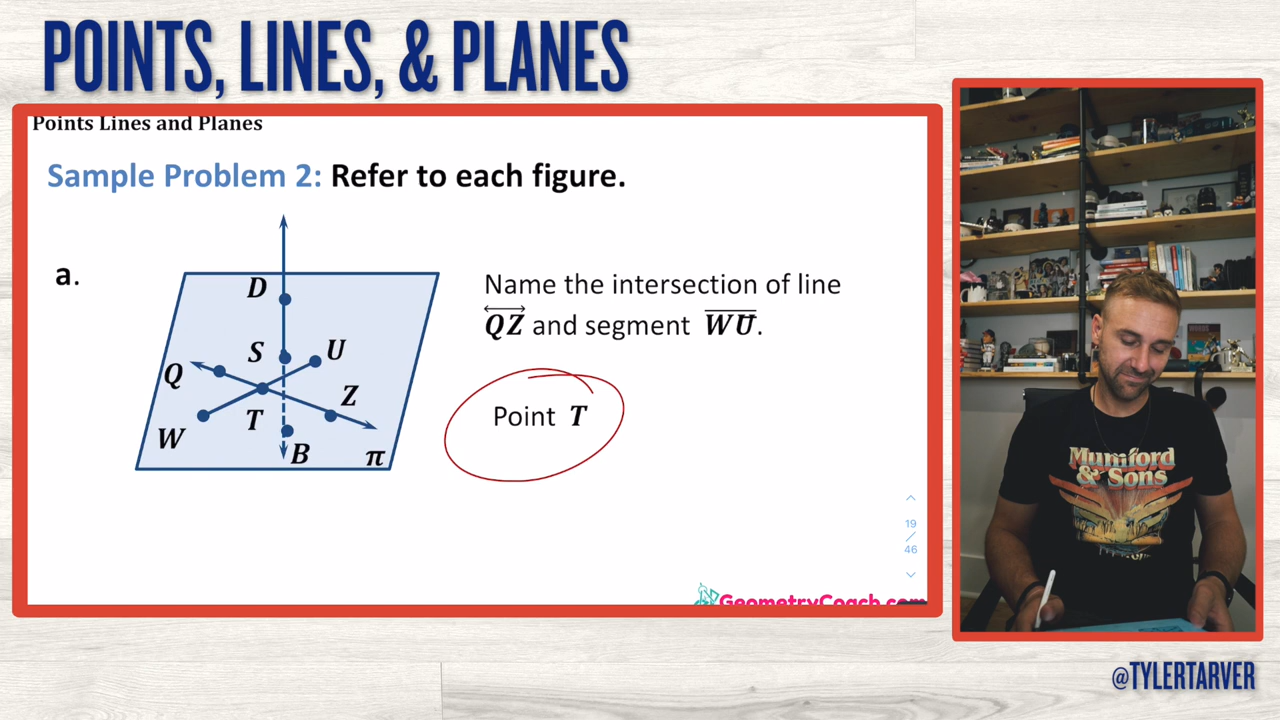 POINTS, LINES, & PLANES
Points Lines and Planes
Sample Problem 2: Refer to each figure.
a.
D
S
U
Q
Z
T
W
B
π
Name the intersection of line
QZ and segment WU.
Point T
19
/
46
GeometryCoach.com
Mumford
& Sons
@TYLERTARVER